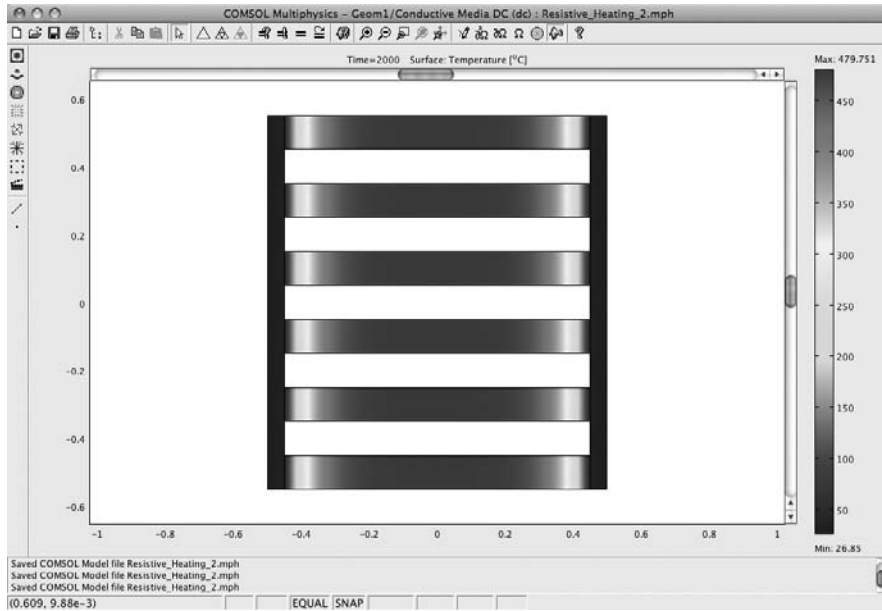 COMSOL Multiphysics – Geom1/Conductive Media DC (dc) : Resistive_Heating_2.mph
Time=2000 Surface: Temperature [°C]
Max: 479.751
0.6
0.4
0.2
0
-0.2
-0.4
-0.6
-1
-0.8
-0.6
-0.4
-0.2
0
0.2
0.4
0.6
0.8
1
450
400
350
300
250
200
150
100
50
Min: 26.85
Saved COMSOL Model file Resistive_Heating_2.mph
Saved COMSOL Model file Resistive_Heating_2.mph
Saved COMSOL Model file Resistive_Heating_2.mph
(0.609, 9.88e-3)
EQUAL
SNAP